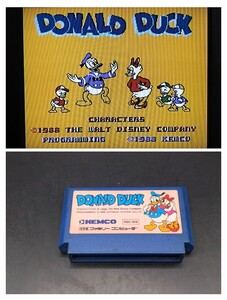 DONALD DUCK
CHARACTERS
©1988 THE WALT DISNEY COMPANY
PROGRAMMING ©1988 KEMCO
DONALD DUCK
KEMCO
ファミリーコンピュータ